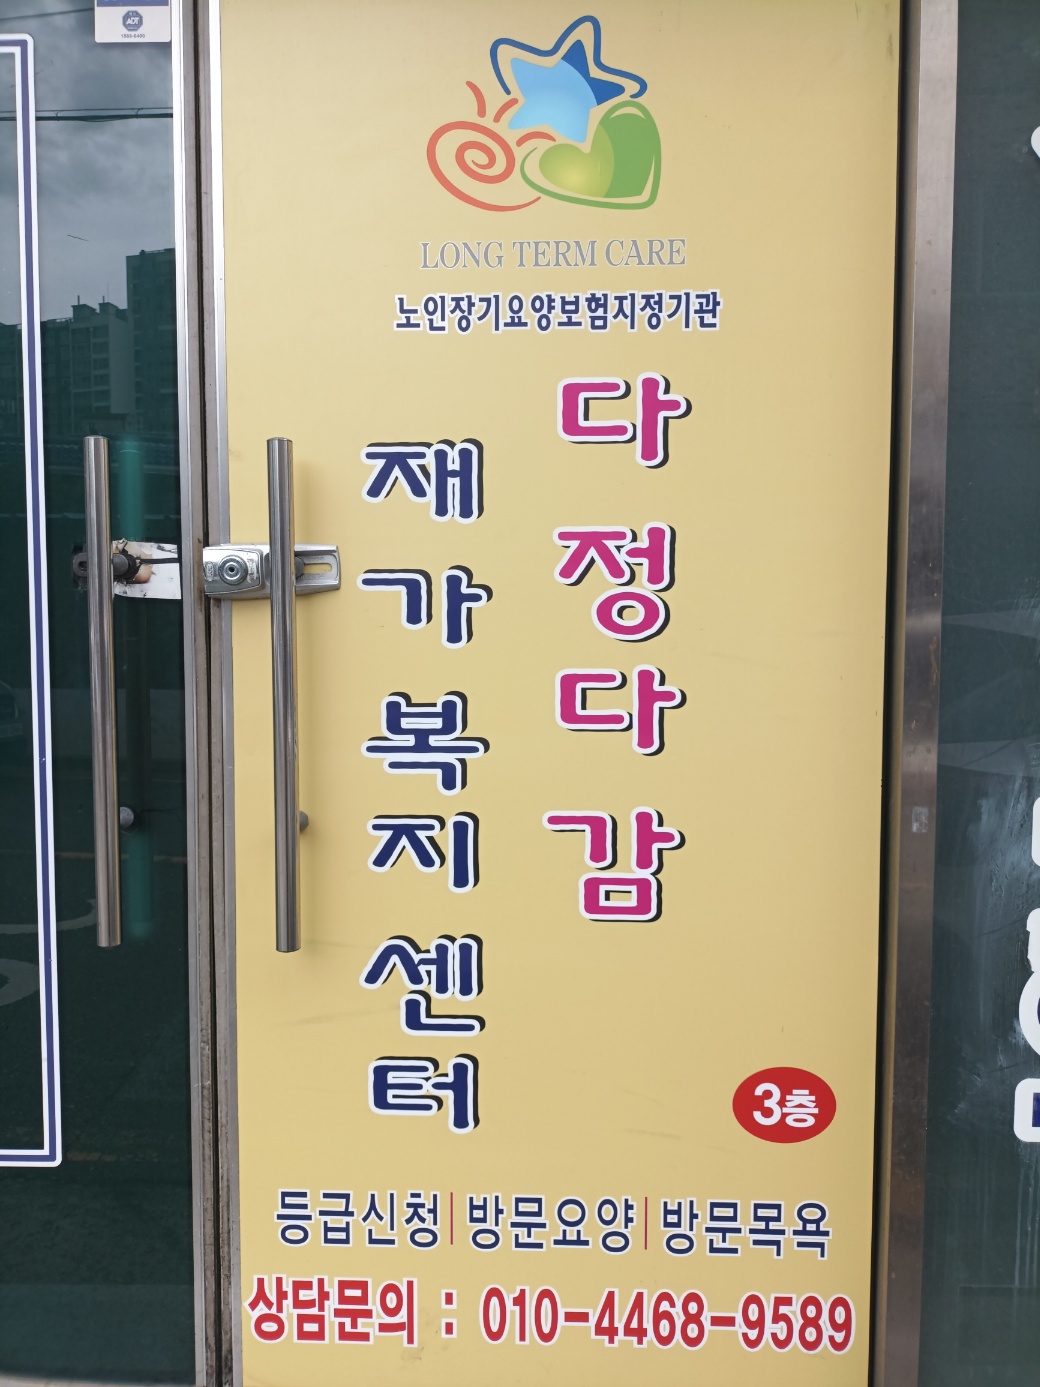 ADT
LONG TERM CARE
노인장기요양보험지정기관
다정다감
재가복지센터
3층
등급신청|방문요양|방문목욕
상담문의 : 010-4468-9589